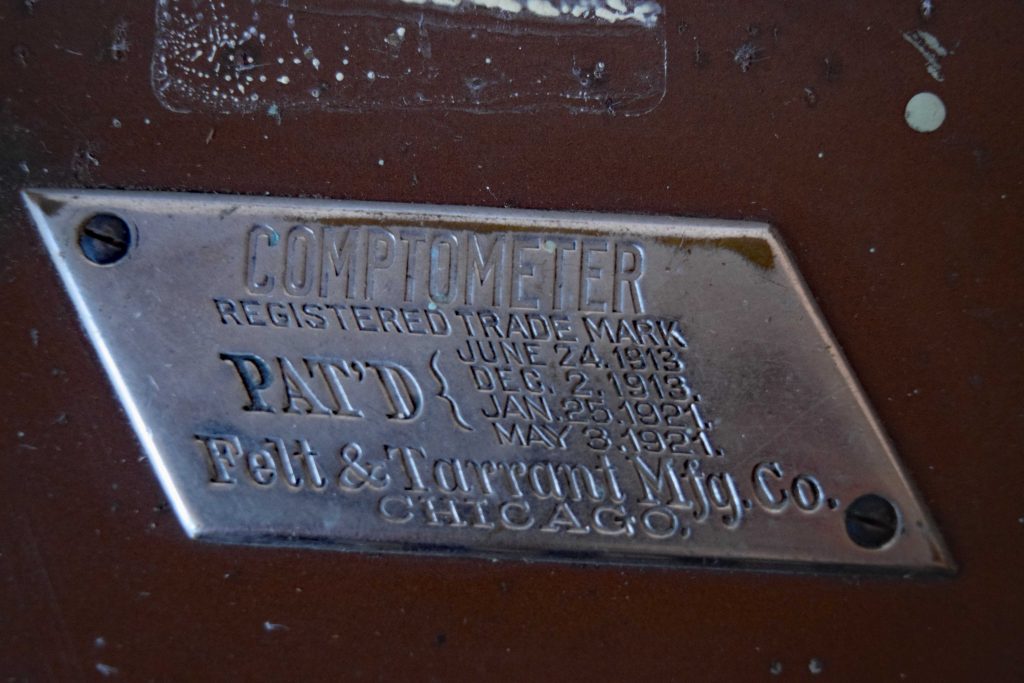 COMPTOMETER
REGISTERED TRADE MARK
PAT'D { JUNE 24.1913
DEC. 2.1913.
JAN.25.1921.
MAY 3.1921.
Felt & Tarrant Mfg. Co.
CHICAGO,